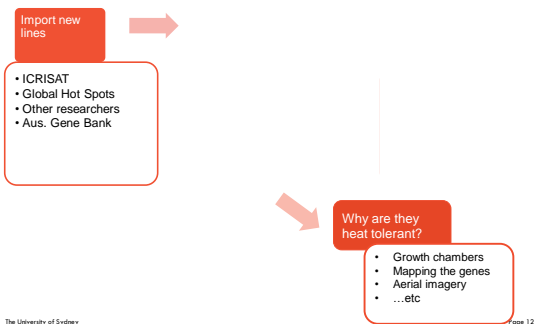 Import new
lines
• ICRISAT
• Global Hot Spots
• Other researchers
• Aus. Gene Bank
Why are they
heat tolerant?
• Growth chambers
• Mapping the genes
• Aerial imagery
• …etc
The University of Sydney
Page 12